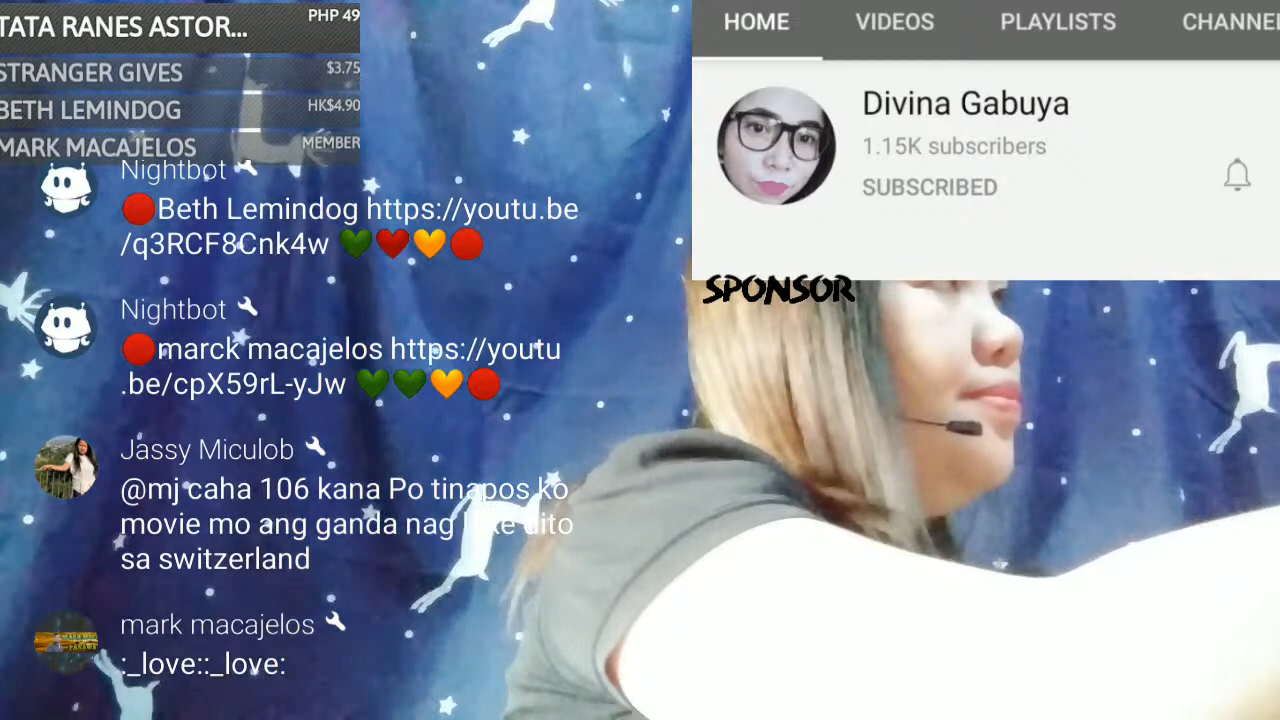 TATA RANES ASTOR... PHP 49
STRANGER GIVES $3.75
BETH LEMINDOG HK$4.90
MARK MACAJELOS MEMBER
Nightbot
Beth Lemindog https://youtu.be
/q3RCF8Cnk4w
Nightbot
marck macajelos https://youtu
.be/cpX59rL-yJw
Jassy Miculob
@mj caha 106 kana Po tinapos ko
movie mo ang ganda nag dito
sa switzerland
mark macajelos
:_love::_love:
HOME VIDEOS PLAYLISTS CHANNE
Divina Gabuya
1.15K subscribers
SUBSCRIBED
SPONSOR